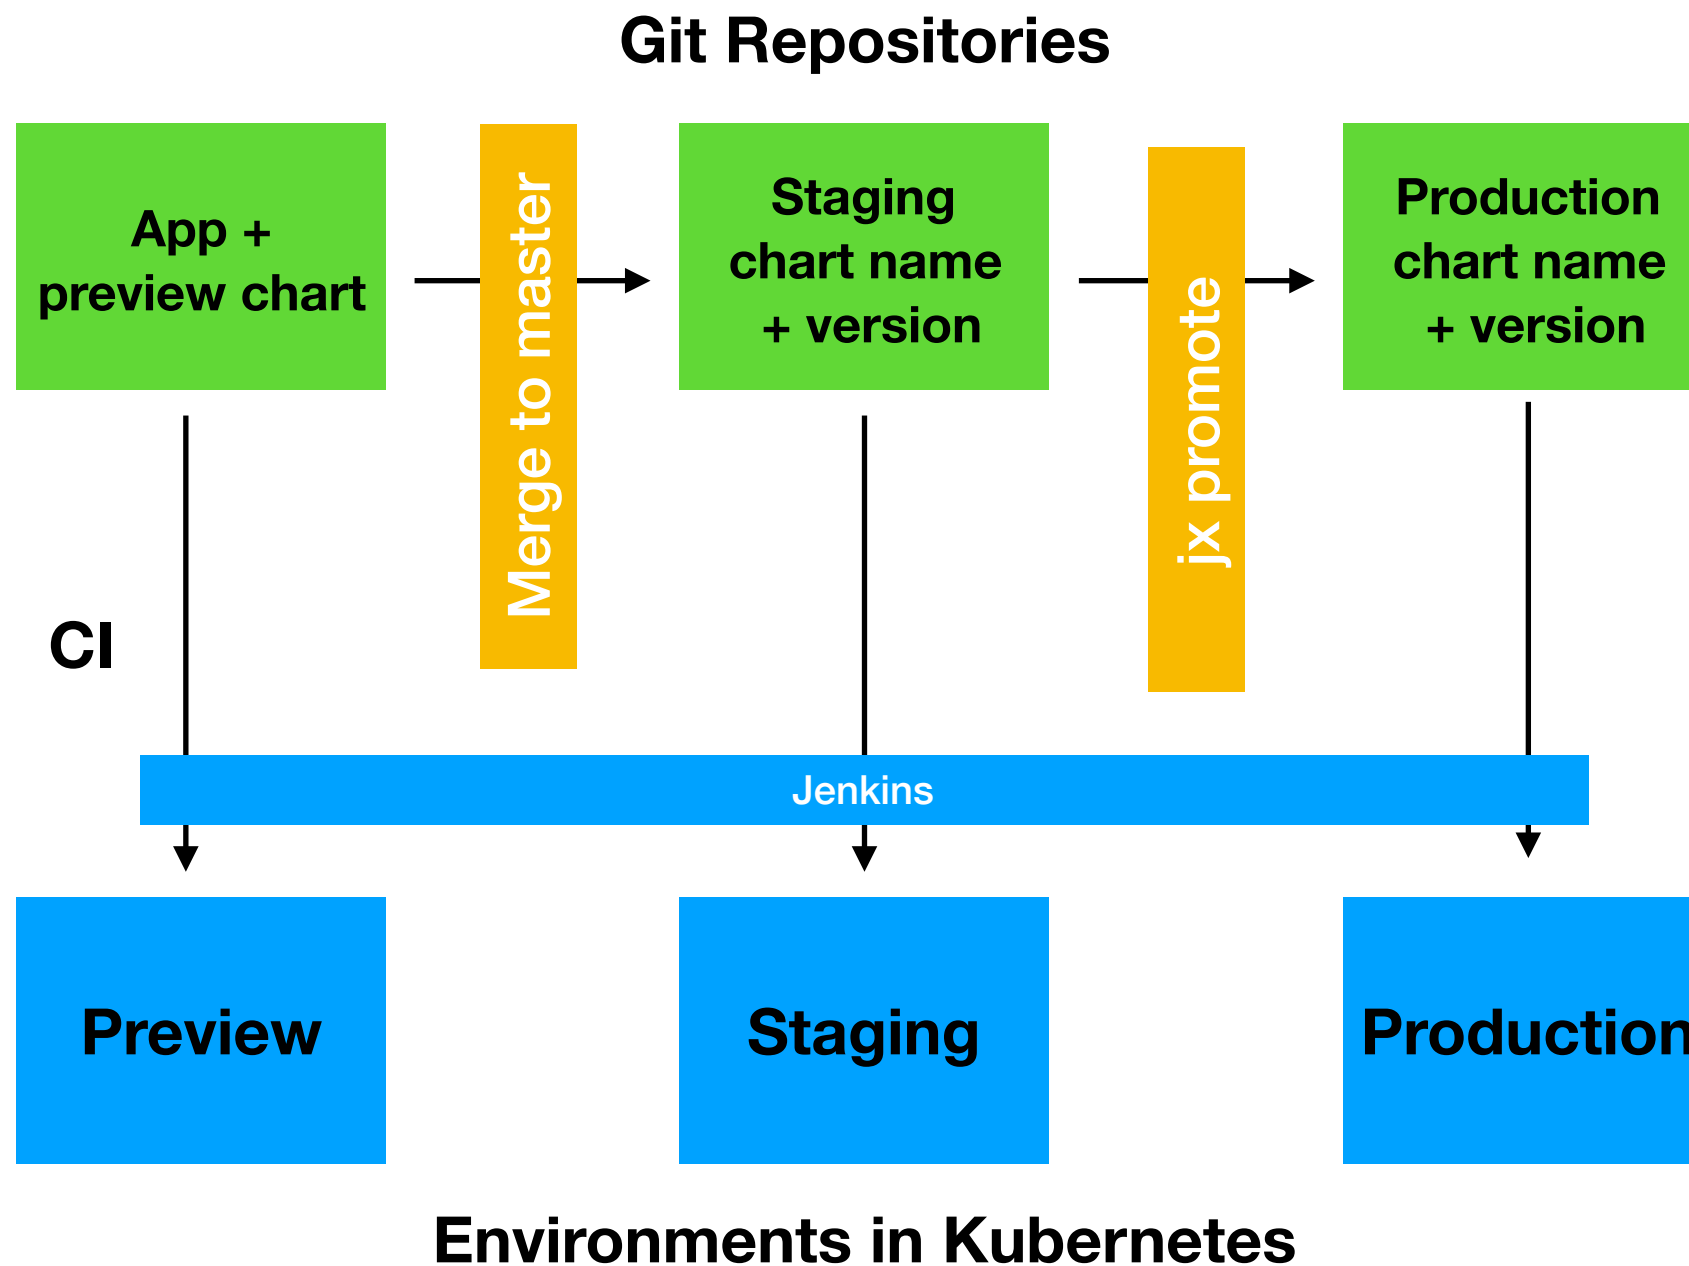 Git Repositories
App +
preview chart
Merge to master
Staging
chart name
+ version
jx promote
Production
chart name
+ version
CI
Jenkins
Preview
Staging
Production
Environments in Kubernetes